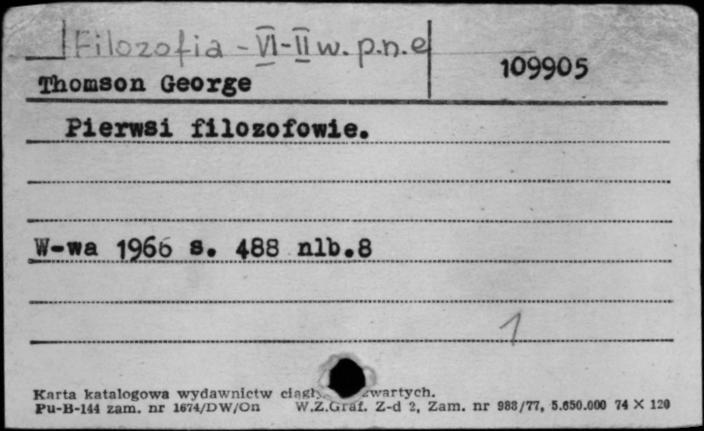 Filozofia - VI-II w. p.n.e
109905
Thomson George
Pierwsi filozofowie.
W-wa 1966 s. 488 nlb.8
1
Karta katalogowa wydawnictw zwartych.
Pu-B-144 zam. nr 1674/DW/On W.Z.Graf. Z-d 2, Zam. nr 988/77, 5.650.000 74 X 120